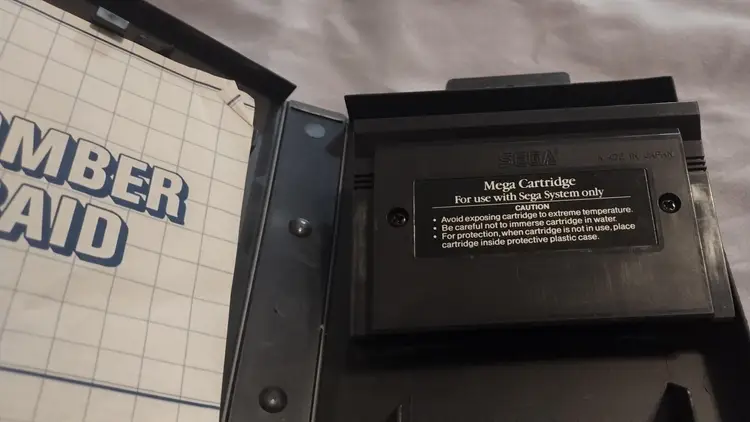 MBER
AID
SEGA
Mega Cartridge
For use with Sega System only
CAUTION
• Avoid exposing cartridge to extreme temperature.
• Be careful not to immerse cartridge in water.
• For protection, when cartridge is not in use, place
cartridge inside protective plastic case.